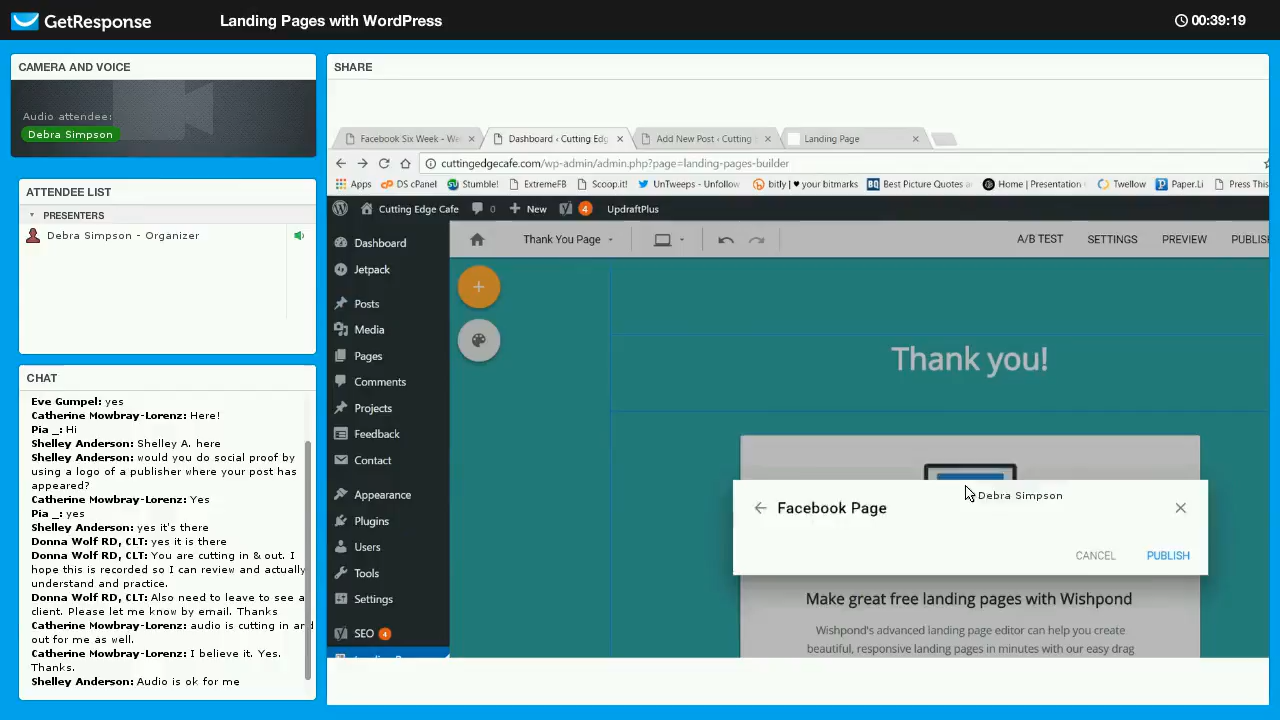 GetResponse
Landing Pages with WordPress
00:39:19
CAMERA AND VOICE
Audio attendee:
Debra Simpson
ATTENDEE LIST
PRESENTERS
Debra Simpson - Organizer
CHAT
Eve Gumpel: yes
Catherine Mowbray-Lorenz: Here!
Pia _: Hi
Shelley Anderson: Shelley A. here
Shelley Anderson: would you do social proof by
using a logo of a publisher where your post has
appeared?
Catherine Mowbray-Lorenz: Yes
Pia _: yes
Shelley Anderson: yes it's there
Donna Wolf RD, CLT: yes it is there
Donna Wolf RD, CLT: You are cutting in & out. I
hope this is recorded so I can review and actually
understand and practice.
Donna Wolf RD, CLT: Also need to leave to see a
client. Please let me know by email. Thanks
Catherine Mowbray-Lorenz: audio is cutting in and
out for me as well.
Catherine Mowbray-Lorenz: I believe it. Yes.
Thanks.
Shelley Anderson: Audio is ok for me
SHARE
Facebook Six Week - We
Dashboard ‹ Cutting Edg
Add New Post ‹ Cutting
Landing Page
cuttingedgecafe.com/wp-admin/admin.php?page=landing-pages-builder
Apps
DS cPanel
Stumble!
ExtremeFB
Scoop.it!
UnTweeps - Unfollow
bitly | ♥ your bitmarks
BQ Best Picture Quotes a
Home | Presentation
Twellow
Paper.Li
Press This
Cutting Edge Cafe
0
New
4
UpdraftPlus
Dashboard
Jetpack
Posts
Media
Pages
Comments
Projects
Feedback
Contact
Appearance
Plugins
Users
Tools
Settings
SEO 4
Thank You Page
A/B TEST
SETTINGS
PREVIEW
PUBLIS
Thank you!
Debra Simpson
Facebook Page
CANCEL
PUBLISH
Make great free landing pages with Wishpond
Wishpond's advanced landing page editor can help you create
beautiful, responsive landing pages in minutes with our easy drag